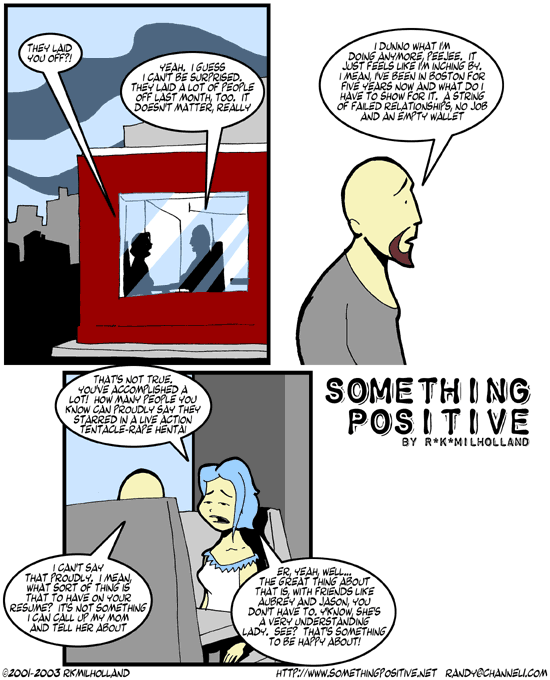 THEY LAID
YOU OFF?!
YEAH. I GUESS
I CAN'T BE SURPRISED.
THEY LAID A LOT OF PEOPLE
OFF LAST MONTH, TOO. IT
DOESN'T MATTER, REALLY
I DUNNO WHAT I'M
DOING ANYMORE, PEEJEE. IT
JUST FEELS LIKE I'M INCHING BY.
I MEAN, I'VE BEEN IN BOSTON FOR
FIVE YEARS NOW AND WHAT DO I
HAVE TO SHOW FOR IT. A STRING
OF FAILED RELATIONSHIPS, NO JOB
AND AN EMPTY WALLET
THAT'S NOT TRUE.
YOU'VE ACCOMPLISHED A
LOT! HOW MANY PEOPLE YOU
KNOW CAN PROUDLY SAY THEY
STARRED IN A LIVE ACTION
TENTACLE-RAPE HENTAI
SOMETHING
POSITIVE
BY R*K*MILHOLLAND
I CAN'T SAY
THAT PROUDLY. I MEAN,
WHAT SORT OF THING IS
THAT TO HAVE ON YOUR
RESUME? IT'S NOT SOMETHING
I CAN CALL UP MY MOM
AND TELL HER ABOUT
ER, YEAH, WELL...
THE GREAT THING ABOUT
THAT IS, WITH FRIENDS LIKE
AUBREY AND JASON, YOU
DON'T HAVE TO. Y'KNOW, SHE'S
A VERY UNDERSTANDING
LADY. SEE? THAT'S SOMETHING
TO BE HAPPY ABOUT!
©2001-2003 RKMILHOLLAND
HTTP://WWW.SOMETHINGPOSITIVE.NET RANDY@CHANNEL1.COM